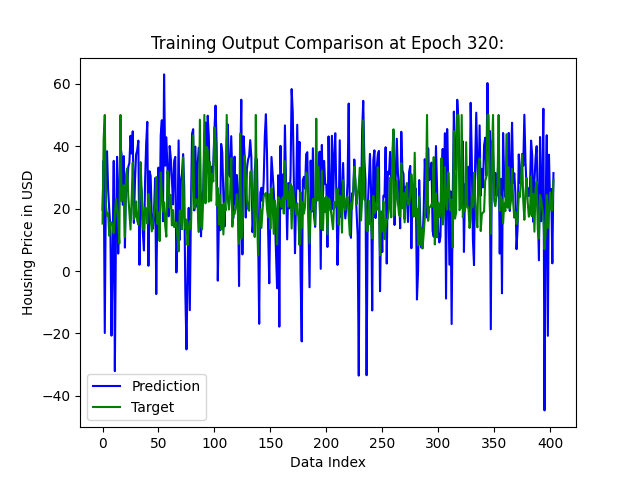 Training Output Comparison at Epoch 320:
Housing Price in USD
60
40
20
0
−20
−40
Prediction
Target
0 50 100 150 200 250 300 350 400
Data Index